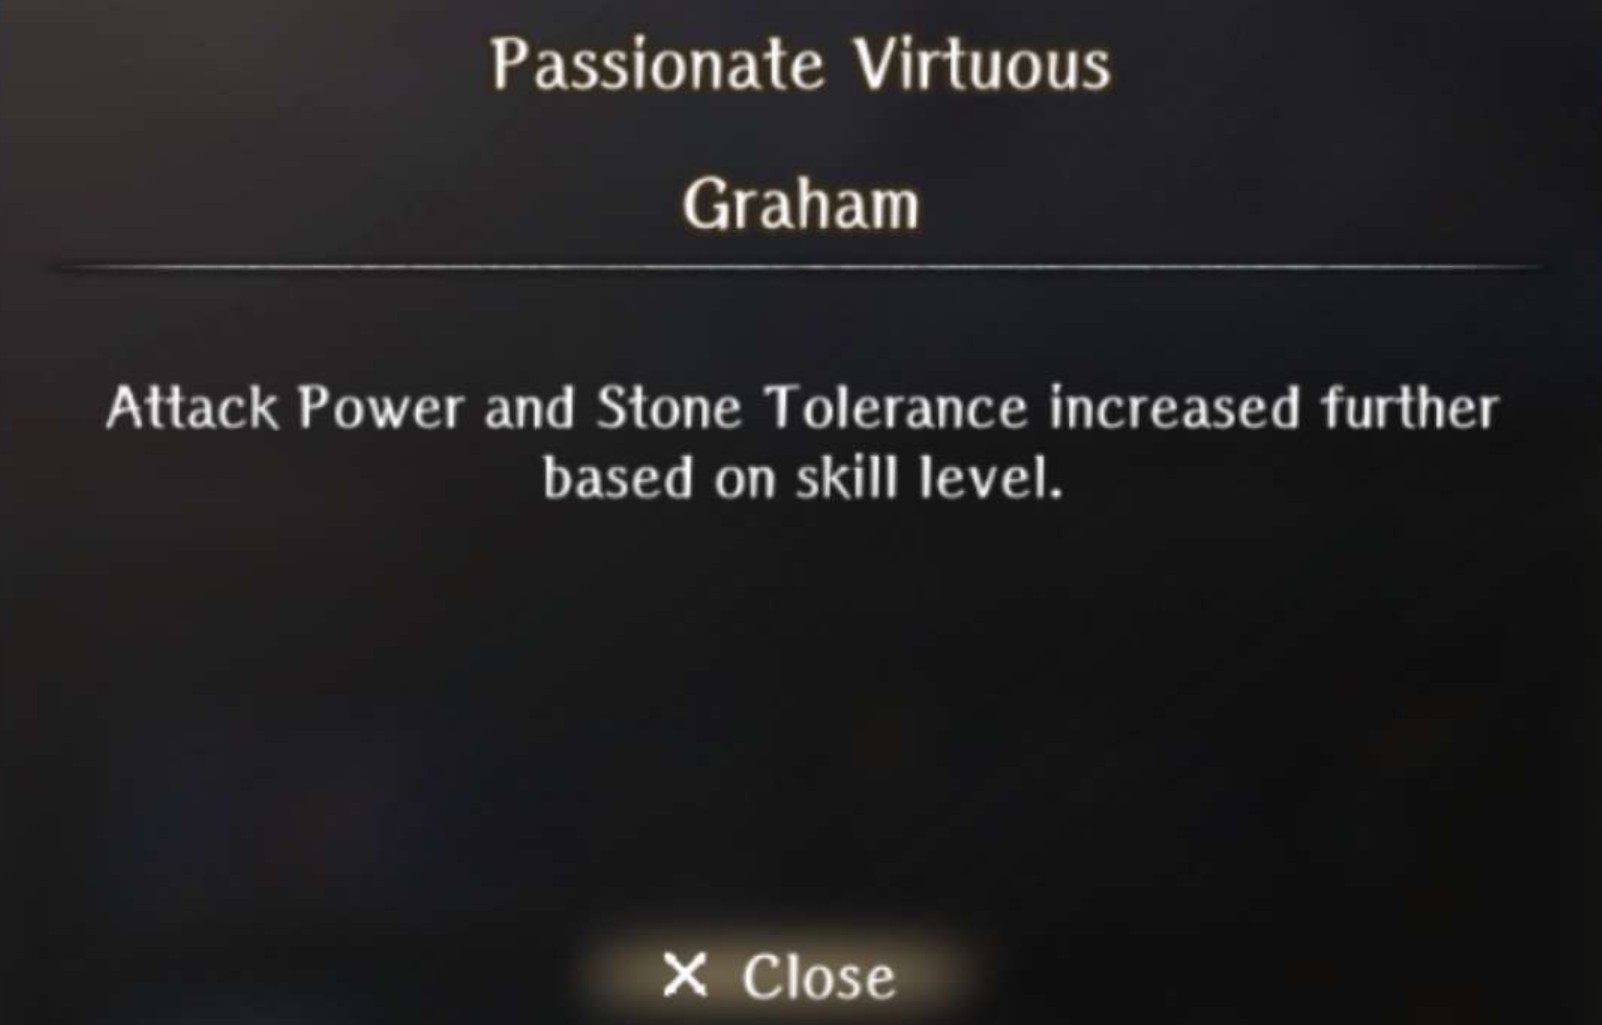 Passionate Virtuous
Graham
Attack Power and Stone Tolerance increased further
based on skill level.
X Close